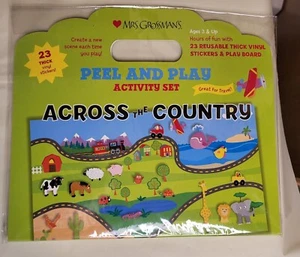 MRS. GROSSMAN'S
Create a new
scene each time
you play!
Ages 3 & Up
Hours of fun with
23 REUSABLE THICK VINYL
STICKERS & PLAY BOARD
23
THICK
vinyl
stickers!
PEEL AND PLAY
ACTIVITY SET
Great for Travel!
ACROSS THE COUNTRY